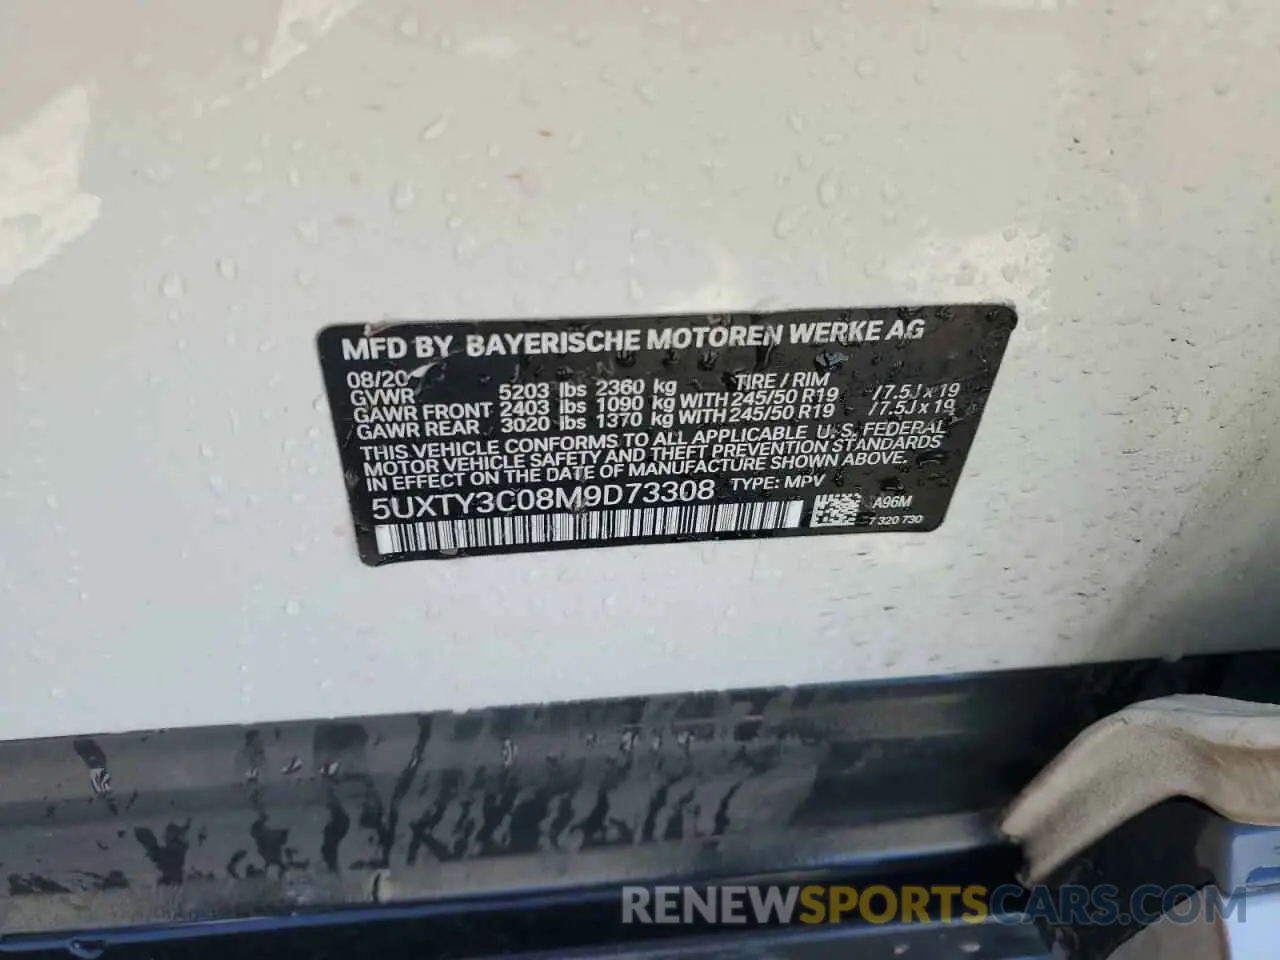 MFD BY BAYERISCHE MOTOREN WERKE AG
08/20 TIRE / RIM
GVWR 5203 lbs 2360 kg
GAWR FRONT 2403 lbs 1090 kg WITH 245/50 R19 /7.5J x 19
GAWR REAR 3020 lbs 1370 kg WITH 245/50 R19 /7.5J x 19
THIS VEHICLE CONFORMS TO ALL APPLICABLE U.S. FEDERAL
MOTOR VEHICLE SAFETY AND THEFT PREVENTION STANDARDS
IN EFFECT ON THE DATE OF MANUFACTURE SHOWN ABOVE.
5UXTY3C08M9D73308 TYPE: MPV
A96M
7 320 730
RENEWSPORTSCARS.COM